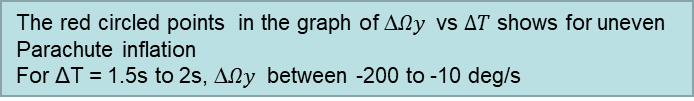 The red circled points in the graph of ΔΩy vs ΔT shows for uneven
Parachute inflation
For ΔT = 1.5s to 2s, ΔΩy between -200 to -10 deg/s